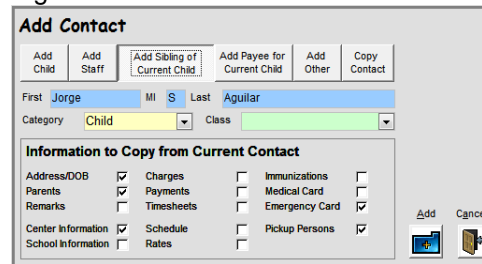 Add Contact
Add Child Add Staff Add Sibling of Current Child Add Payee for Current Child Add Other Copy Contact
First Jorge MI S Last Aguilar
Category Child Class
Information to Copy from Current Contact
Address/DOB Charges Immunizations
Parents Payments Medical Card
Remarks Timesheets Emergency Card
Center Information Schedule Pickup Persons
School Information Rates
Add Cance